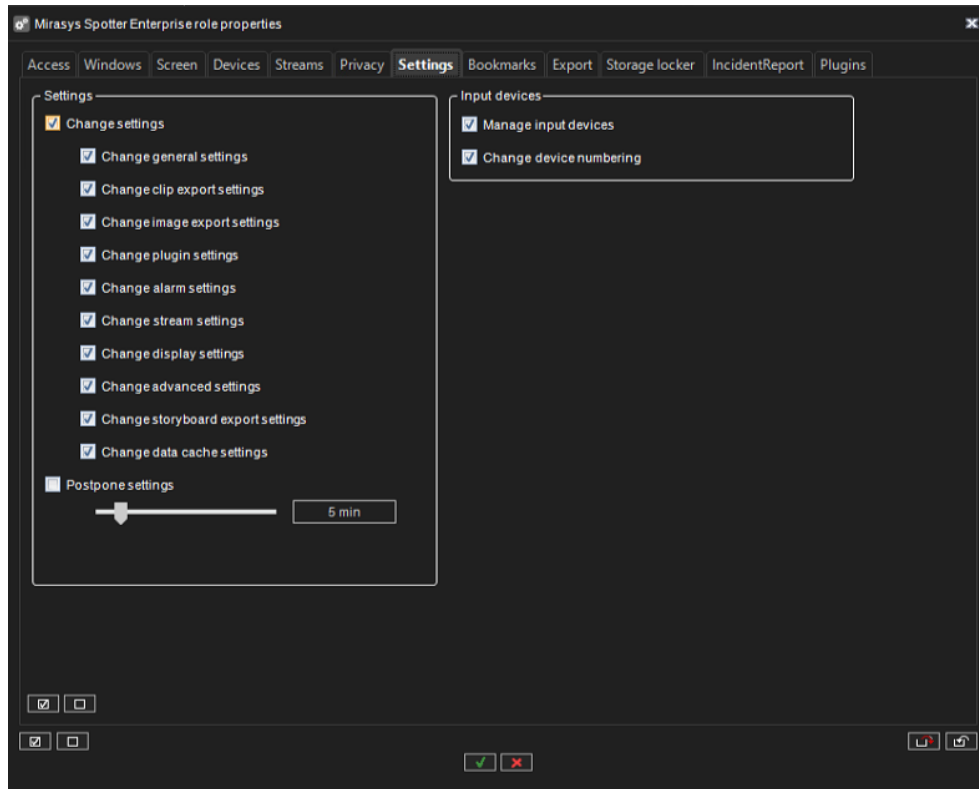 Mirasys Spotter Enterprise role properties
Access Windows Screen Devices Streams Privacy Settings Bookmarks Export Storage locker IncidentReport Plugins
Settings
Change settings
Change general settings
Change clip export settings
Change image export settings
Change plugin settings
Change alarm settings
Change stream settings
Change display settings
Change advanced settings
Change storyboard export settings
Change data cache settings
Postpone settings
5 min
Input devices
Manage input devices
Change device numbering